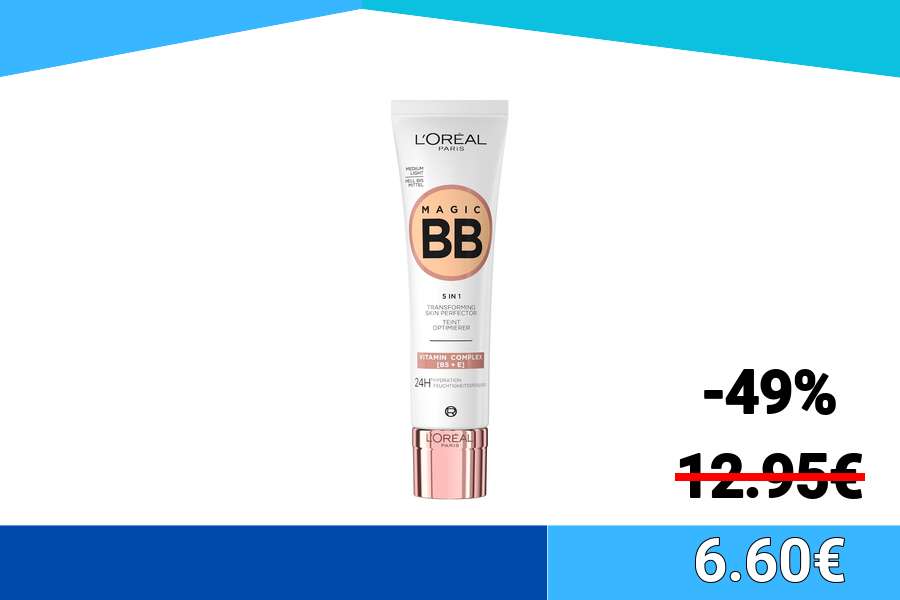 L'ORÉAL
PARIS
MEDIUM
LIGHT
HELL BIS
MITTEL
MAGIC
BB
5 IN 1
TRANSFORMING
SKIN PERFECTOR
TEINT
OPTIMIERER
VITAMIN COMPLEX
[B5 + E]
24H HYDRATION
FEUCHTIGKEITSSPENDEND
L'ORÉAL
PARIS
-49%
12.95€
6.60€